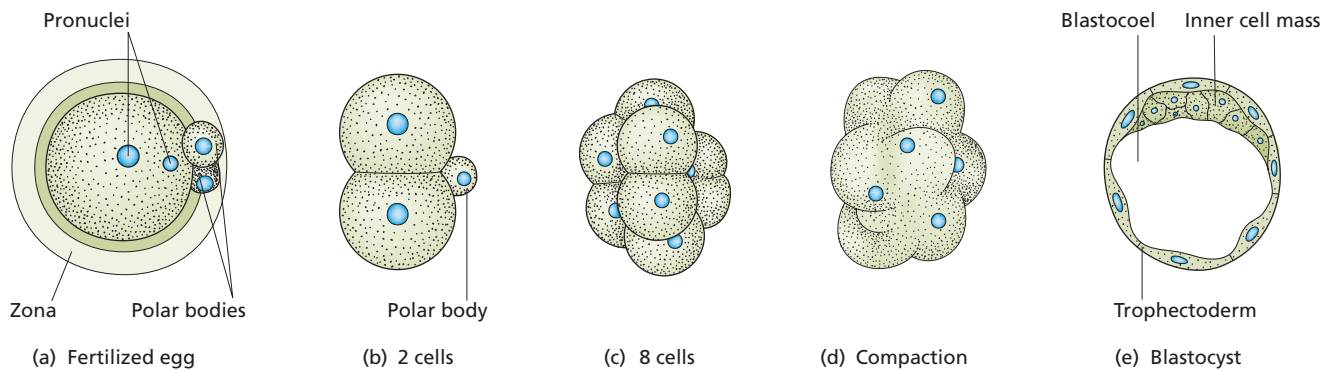 Pronuclei
Blastocoel
Inner cell mass
Zona
Polar bodies
Polar body
Trophectoderm
(a) Fertilized egg
(b) 2 cells
(c) 8 cells
(d) Compaction
(e) Blastocyst